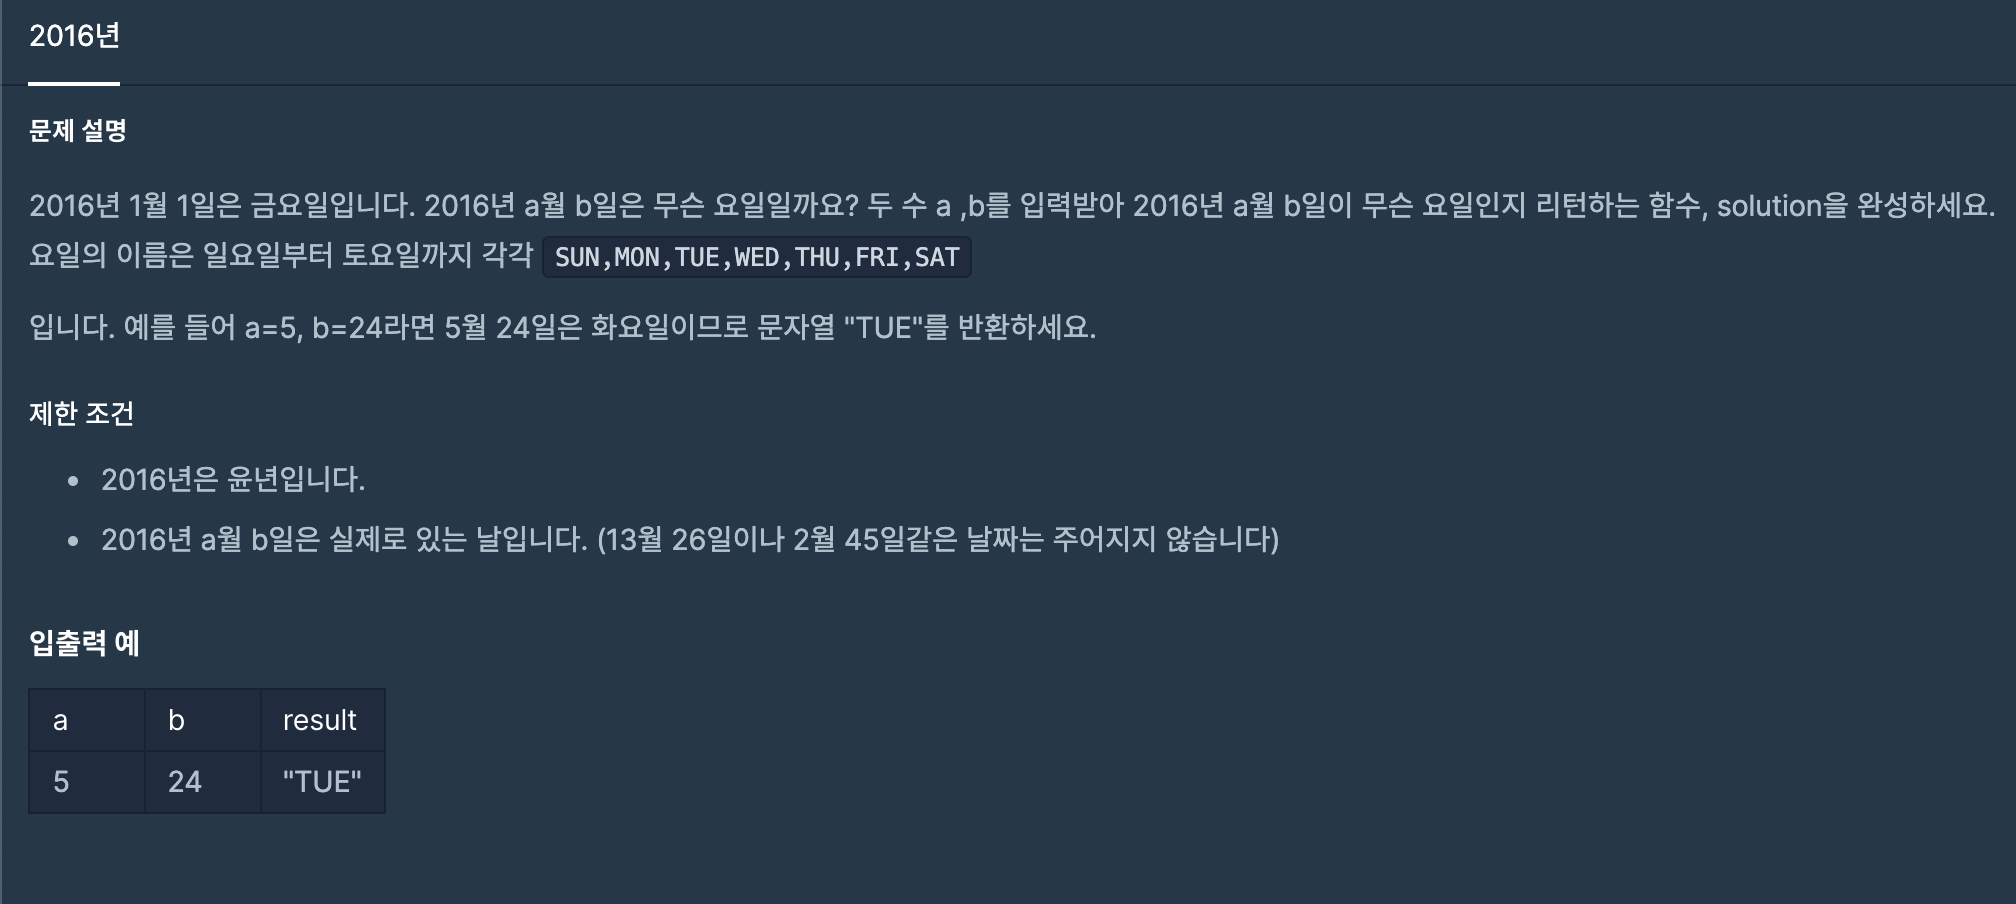 2016년
문제 설명
2016년 1월 1일은 금요일입니다. 2016년 a월 b일은 무슨 요일일까요? 두 수 a ,b를 입력받아 2016년 a월 b일이 무슨 요일인지 리턴하는 함수, solution을 완성하세요.
요일의 이름은 일요일부터 토요일까지 각각 SUN,MON,TUE,WED,THU,FRI,SAT
입니다. 예를 들어 a=5, b=24라면 5월 24일은 화요일이므로 문자열 "TUE"를 반환하세요.
제한 조건
• 2016년은 윤년입니다.
• 2016년 a월 b일은 실제로 있는 날입니다. (13월 26일이나 2월 45일같은 날짜는 주어지지 않습니다)
입출력 예
a b result
5 24 "TUE"